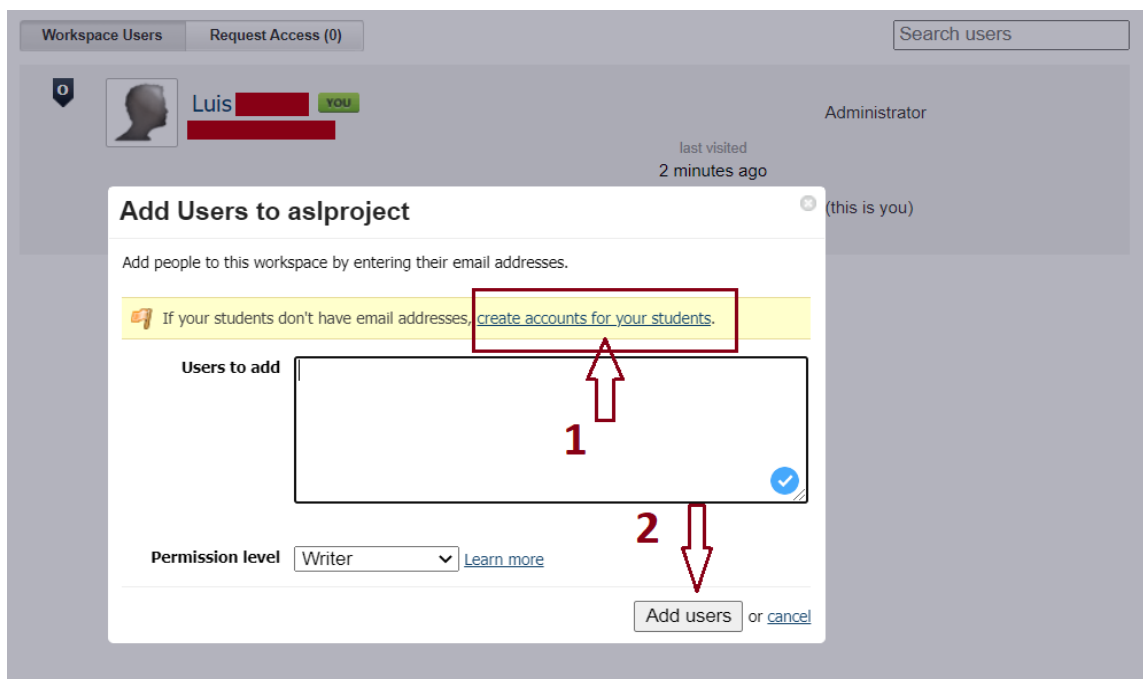 Workspace Users Request Access (0) Search users
0
Luis YOU
Administrator
last visited
2 minutes ago
Add Users to aslproject
(this is you)
Add people to this workspace by entering their email addresses.
If your students don't have email addresses, create accounts for your students.
Users to add
1
2
Permission level Writer Learn more
Add users or cancel